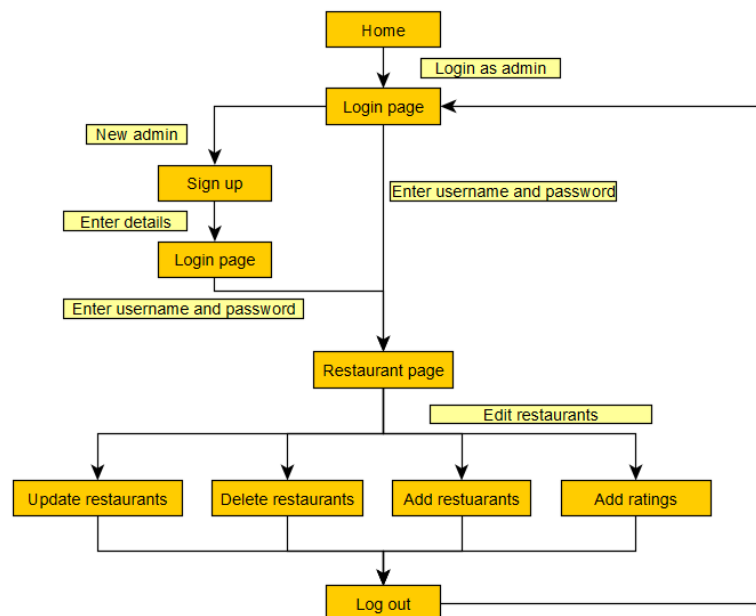 Home
Login as admin
Login page
New admin
Sign up
Enter username and password
Enter details
Login page
Enter username and password
Restaurant page
Edit restaurants
Update restaurants
Delete restaurants
Add restuarants
Add ratings
Log out